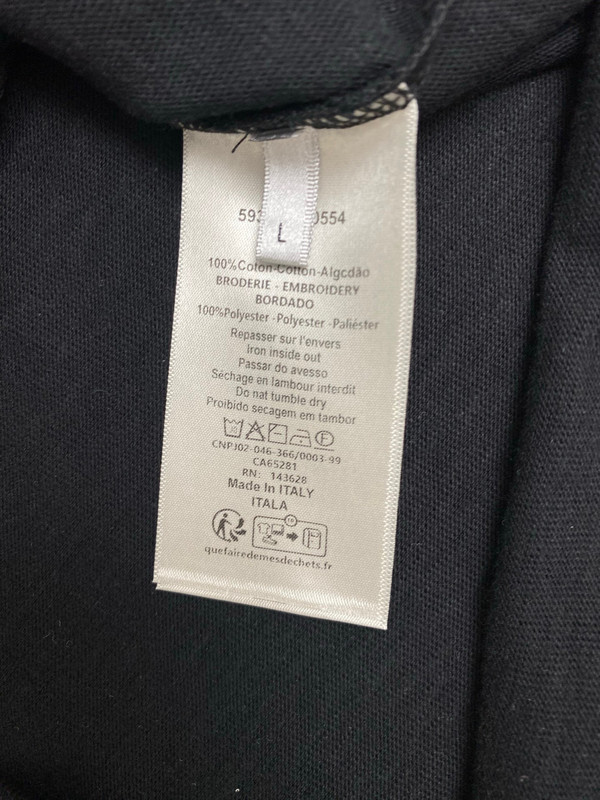 L
100%Coton-Cotton-Algcdão
BRODERIE - EMBROIDERY
BORDADO
100%Polyester -Polyester -Paliéster
Repasser sur l'envers
Iron inside out
Passar do avesso
Séchage en lambour interdit
Do nat tumble dry
Proibido secagem em tambor
CNPJ02-046-366/0003-99
CA65281
RN: 143628
Made In ITALY
ITALA
FR
quefairedemesdechets.fr